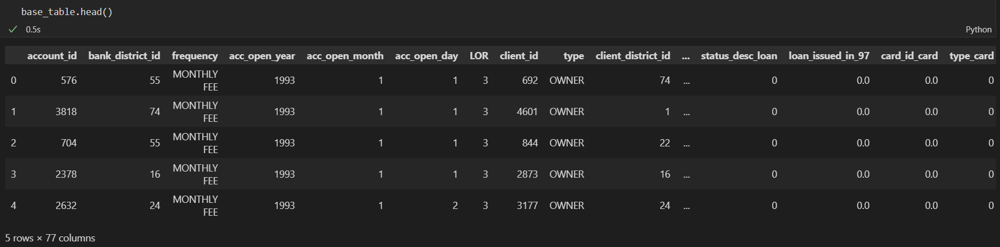 base_table.head()
0.5s
Python
account_id bank_district_id frequency acc_open_year acc_open_month acc_open_day LOR client_id type client_district_id ... status_desc_loan loan_issued_in_97 card_id_card type_card
0 576 55 MONTHLY FEE 1993 1 1 3 692 OWNER 74 ... 0 0.0 0.0 0
1 3818 74 MONTHLY FEE 1993 1 1 3 4601 OWNER 1 ... 0 0.0 0.0 0
2 704 55 MONTHLY FEE 1993 1 1 3 844 OWNER 22 ... 0 0.0 0.0 0
3 2378 16 MONTHLY FEE 1993 1 1 3 2873 OWNER 16 ... 0 0.0 0.0 0
4 2632 24 MONTHLY FEE 1993 1 2 3 3177 OWNER 24 ... 0 0.0 0.0 0
5 rows × 77 columns